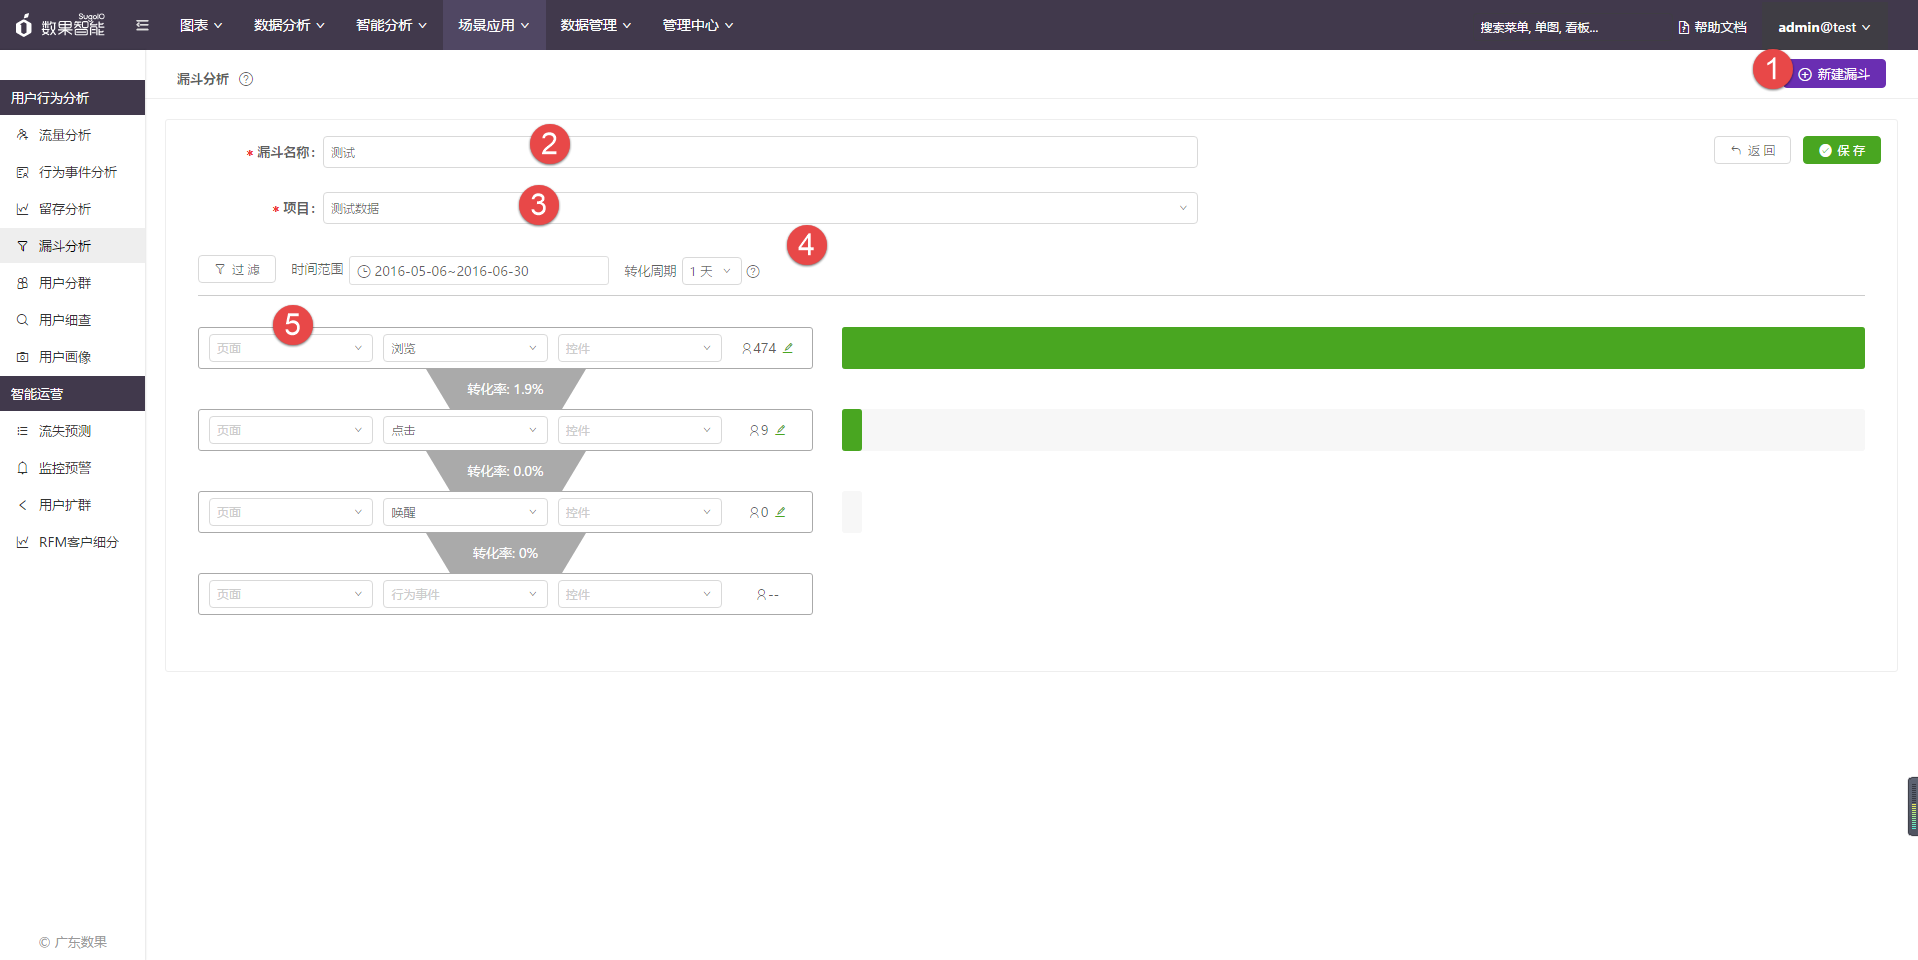 SugoIO
数果智能 图表 数据分析 智能分析 场景应用 数据管理 管理中心 搜索菜单, 单图, 看板... 帮助文档 admin@test
漏斗分析 ? 1 新建漏斗
用户行为分析
流量分析
行为事件分析
留存分析
漏斗分析
用户分群
用户细查
用户画像
智能运营
流失预测
监控预警
用户扩群
RFM客户细分
© 广东数果
* 漏斗名称: 测试 2 返 回 保 存
* 项目: 测试数据 3
4
过 滤 时间范围 2016-05-06~2016-06-30 转化周期 1 天 ?
5
页面 浏览 控件 474
转化率: 1.9%
页面 点击 控件 9
转化率: 0.0%
页面 唤醒 控件 0
转化率: 0%
页面 行为事件 控件 --